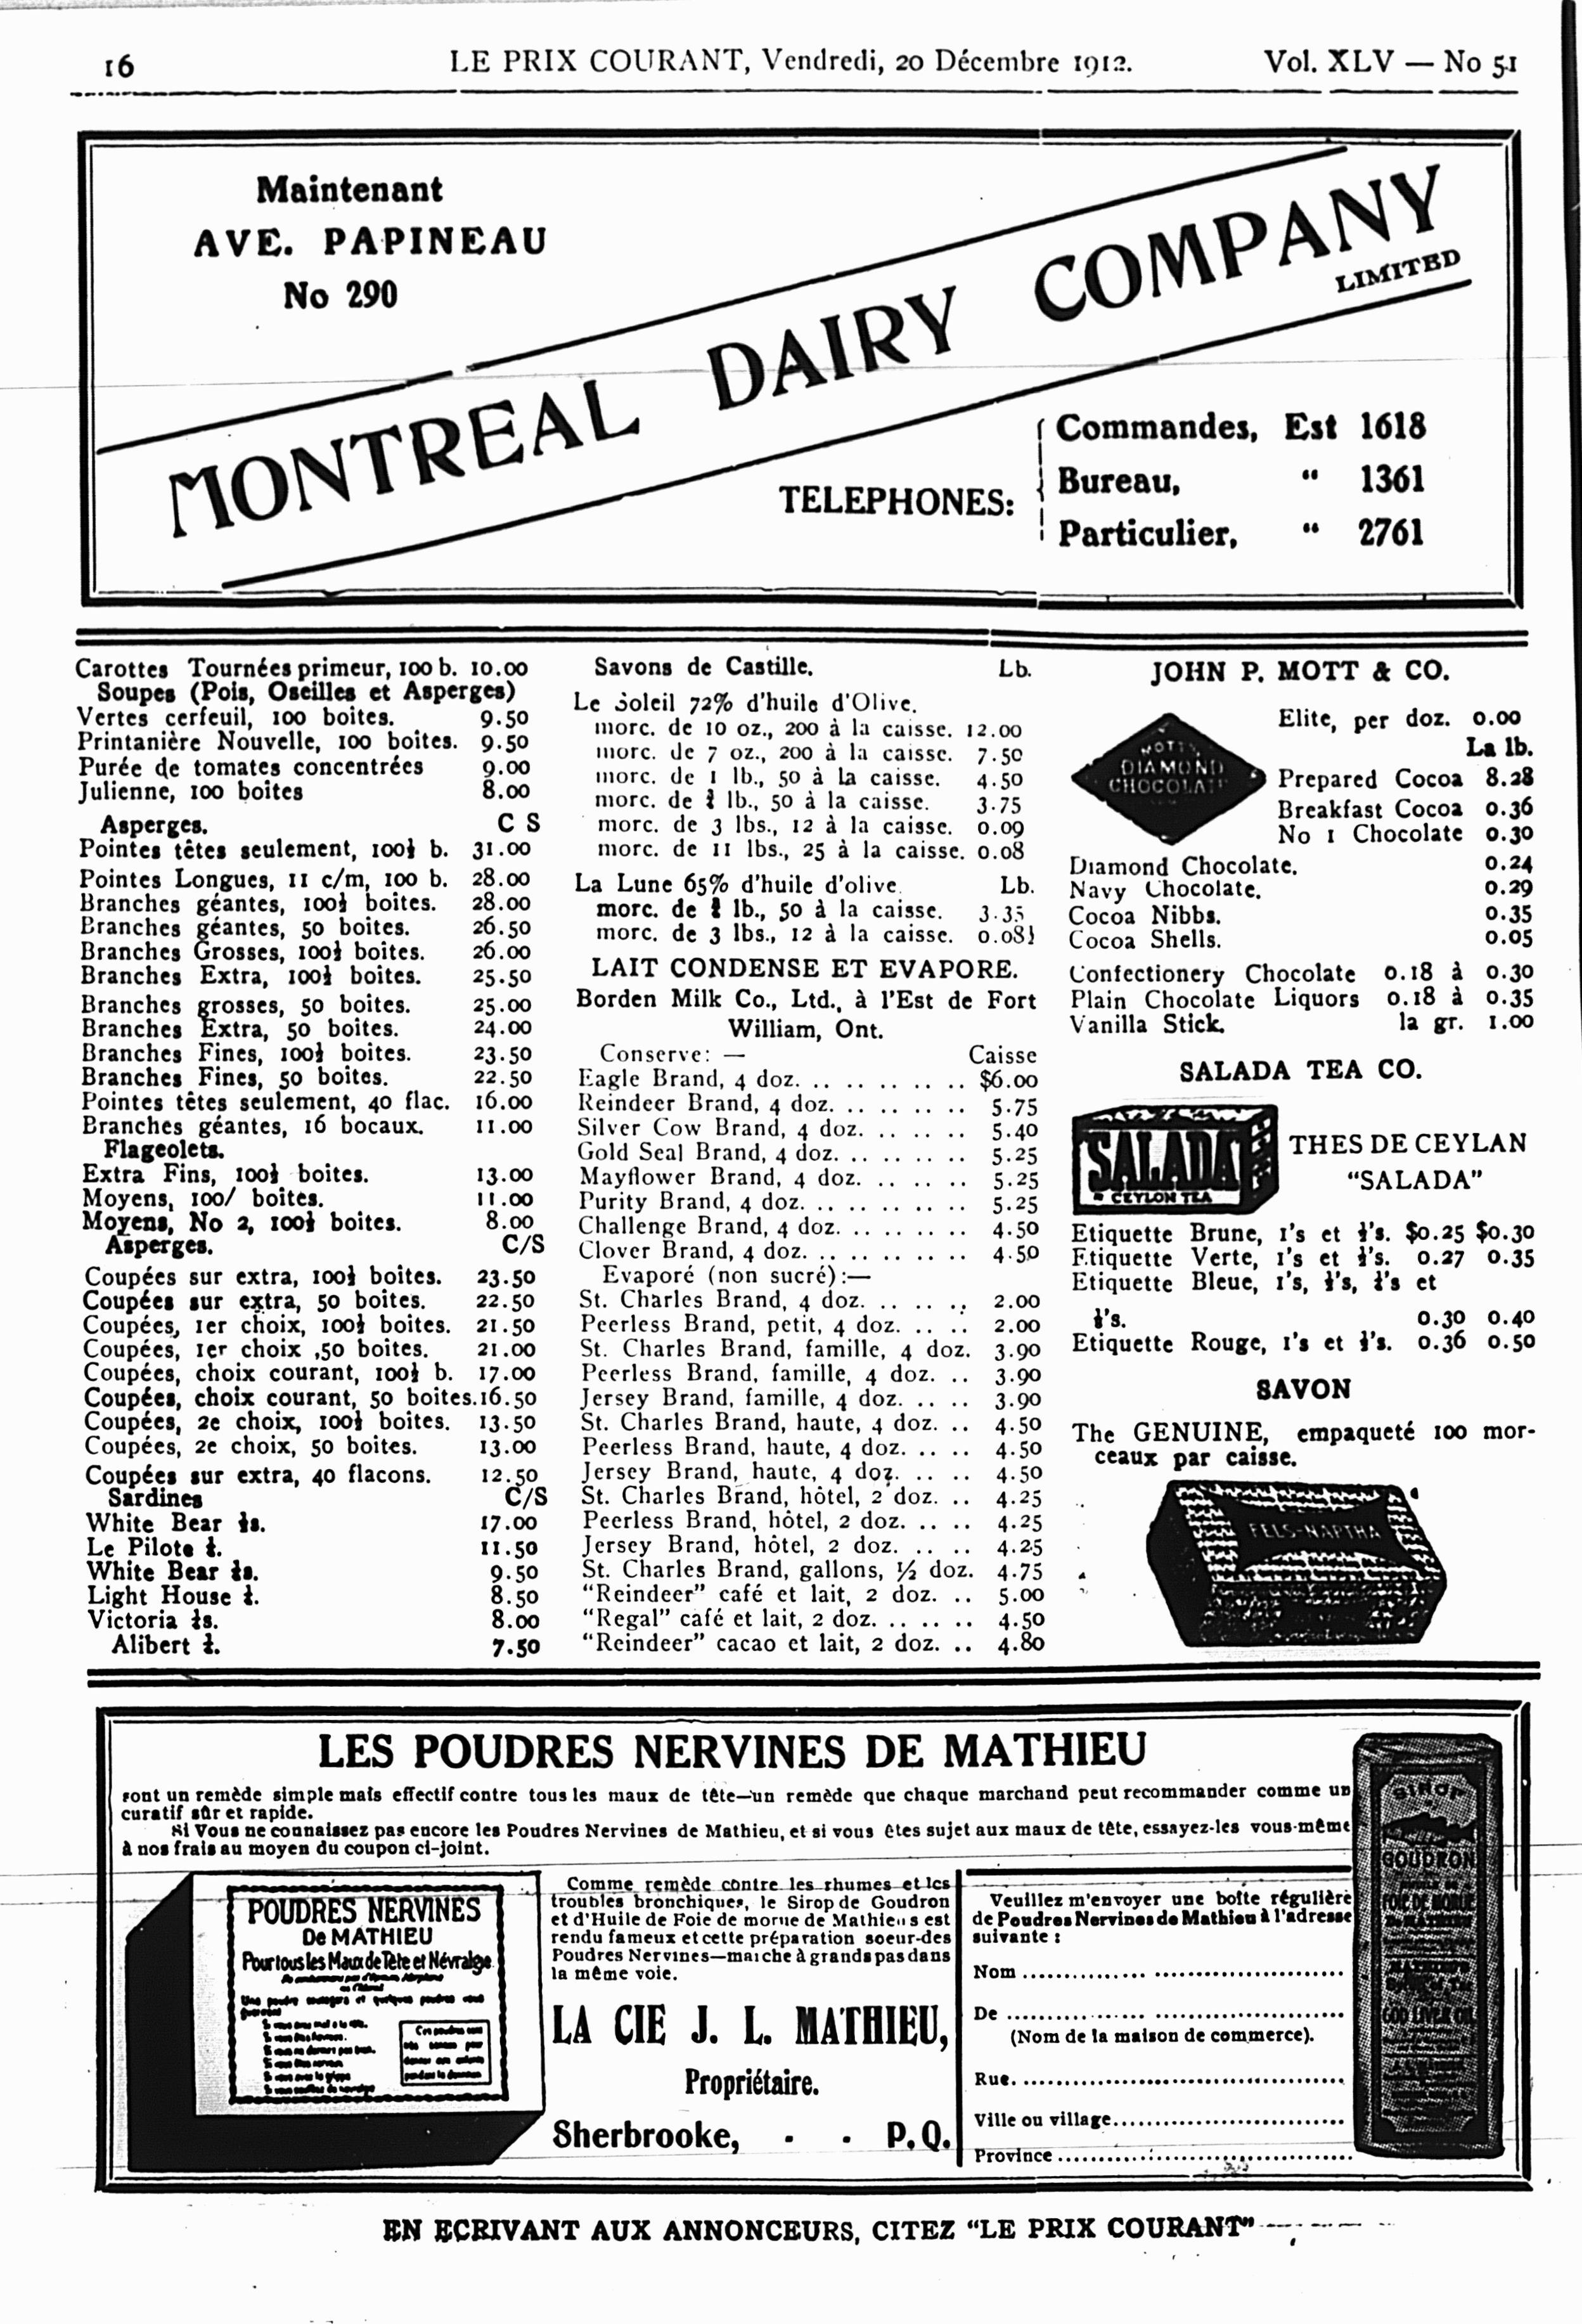 16 LE PRIX COURANT, Vendredi, 20 Décembre 1912. Vol. XLV — No 51
Maintenant
AVE. PAPINEAU
No 290
MONTREAL DAIRY COMPANY
LIMITED
TELEPHONES:
Commandes, Est 1618
Bureau, “ 1361
Particulier, “ 2761
Carottes Tournées primeur, 100 b. 10.00
Soupes (Pois, Oseilles et Asperges)
Vertes cerfeuil, 100 boites. 9.50
Printanière Nouvelle, 100 boites. 9.50
Purée de tomates concentrées 9.00
Julienne, 100 boites 8.00
Asperges. C S
Pointes têtes seulement, 100½ b. 31.00
Pointes Longues, 11 c/m, 100 b. 28.00
Branches géantes, 100½ boites. 28.00
Branches géantes, 50 boites. 26.50
Branches Grosses, 100½ boites. 26.00
Branches Extra, 100½ boites. 25.50
Branches grosses, 50 boites. 25.00
Branches Extra, 50 boites. 24.00
Branches Fines, 100½ boites. 23.50
Branches Fines, 50 boites. 22.50
Pointes têtes seulement, 40 flac. 16.00
Branches géantes, 16 bocaux. 11.00
Flageolets.
Extra Fins, 100½ boites. 13.00
Moyens, 100/ boites. 11.00
Moyens, No 2, 100½ boites. 8.00
Asperges. C/S
Coupées sur extra, 100½ boites. 23.50
Coupées sur extra, 50 boites. 22.50
Coupées, 1er choix, 100½ boites. 21.50
Coupées, 1er choix ,50 boites. 21.00
Coupées, choix courant, 100½ b. 17.00
Coupées, choix courant, 50 boites. 16.50
Coupées, 2e choix, 100½ boites. 13.50
Coupées, 2e choix, 50 boites. 13.00
Coupées sur extra, 40 flacons. 12.50
Sardines C/S
White Bear 17.00
Le Pilote 11.50
White Bear 9.50
Light House 8.50
Victoria 8.00
Alibert 7.50
Savons de Castille. Lb.
Le Soleil 72% d'huile d'Olive.
morc. de 10 oz., 200 à la caisse. 12.00
morc. de 7 oz., 200 à la caisse. 7.50
morc. de 1 lb., 50 à la caisse. 4.50
morc. de lb., 50 à la caisse. 3.75
morc. de 3 lbs., 12 à la caisse. 0.09
morc. de 11 lbs., 25 à la caisse. 0.08
La Lune 65% d'huile d'olive. Lb.
morc. de lb., 50 à la caisse. 3.35
morc. de 3 lbs., 12 à la caisse. 0.08½
LAIT CONDENSE ET EVAPORE.
Borden Milk Co., Ltd., à l'Est de Fort
William, Ont.
Conserve: — Caisse
Eagle Brand, 4 doz. .. .. .. .. .. $6.00
Reindeer Brand, 4 doz. .. .. .. .. 5.75
Silver Cow Brand, 4 doz. .. .. .. 5.40
Gold Seal Brand, 4 doz. .. .. .. .. 5.25
Mayflower Brand, 4 doz. .. .. .. 5.25
Purity Brand, 4 doz. .. .. .. .. .. 5.25
Challenge Brand, 4 doz. .. .. .. .. 4.50
Clover Brand, 4 doz. .. .. .. .. .. 4.50
Evaporé (non sucré):—
St. Charles Brand, 4 doz. .. .. .. 2.00
Peerless Brand, petit, 4 doz. .. .. 2.00
St. Charles Brand, famille, 4 doz. 3.90
Peerless Brand, famille, 4 doz. .. 3.90
Jersey Brand, famille, 4 doz. .. .. 3.90
St. Charles Brand, haute, 4 doz. .. 4.50
Peerless Brand, haute, 4 doz. .. .. 4.50
Jersey Brand, haute, 4 doz. .. .. 4.50
St. Charles Brand, hôtel, 2 doz. .. 4.25
Peerless Brand, hôtel, 2 doz. .. .. 4.25
Jersey Brand, hôtel, 2 doz. .. .. 4.25
St. Charles Brand, gallons, ½ doz. 4.75
“Reindeer” café et lait, 2 doz. .. 5.00
“Regal” café et lait, 2 doz. .. .. .. 4.50
“Reindeer” cacao et lait, 2 doz. .. 4.80
JOHN P. MOTT & CO.
MOTT'S
DIAMOND
CHOCOLATE
Elite, per doz. 0.00
La lb.
Prepared Cocoa 8.28
Breakfast Cocoa 0.36
No 1 Chocolate 0.30
Diamond Chocolate. 0.24
Navy Chocolate. 0.29
Cocoa Nibbs. 0.35
Cocoa Shells. 0.05
Confectionery Chocolate 0.18 à 0.30
Plain Chocolate Liquors 0.18 à 0.35
Vanilla Stick. la gr. 1.00
SALADA TEA CO.
SALADA
CEYLON TEA
THES DE CEYLAN
“SALADA”
Etiquette Brune, 1's et ½'s. $0.25 $0.30
Etiquette Verte, 1's et ½'s. 0.27 0.35
Etiquette Bleue, 1's, et
0.30 0.40
Etiquette Rouge, 1's et ½'s. 0.36 0.50
SAVON
The GENUINE, empaqueté 100 mor-
ceaux par caisse.
FELS-NAPTHA
LES POUDRES NERVINES DE MATHIEU
sont un remède simple mais effectif contre tous les maux de tête—un remède que chaque marchand peut recommander comme un
curatif sûr et rapide.
Si Vous ne connaissez pas encore les Poudres Nervines de Mathieu, et si vous êtes sujet aux maux de tête, essayez-les vous-même
à nos frais au moyen du coupon ci-joint.
POUDRES NERVINES
De MATHIEU
Pour tous les Maux de Tête et Névralgie
Comme remède contre les rhumes et les
troubles bronchiques, le Sirop de Goudron
et d'Huile de Foie de morue de Mathieu s est
rendu fameux et cette préparation soeur-des
Poudres Nervines—marche à grands pas dans
la même voie.
LA CIE J. L. MATHIEU,
Propriétaire.
Sherbrooke, - - P.Q.
Veuillez m'envoyer une boîte régulière
de Poudres Nervines de Mathieu à l'adresse
suivante :
Nom ....................................
De ....................................
(Nom de la maison de commerce).
Rue. ....................................
Ville ou village............................
Province ....................................
SIROP
GOUDRON
FOIE DE MORUE
MATHIEU'S
COD LIVER OIL
EN ECRIVANT AUX ANNONCEURS, CITEZ “LE PRIX COURANT”